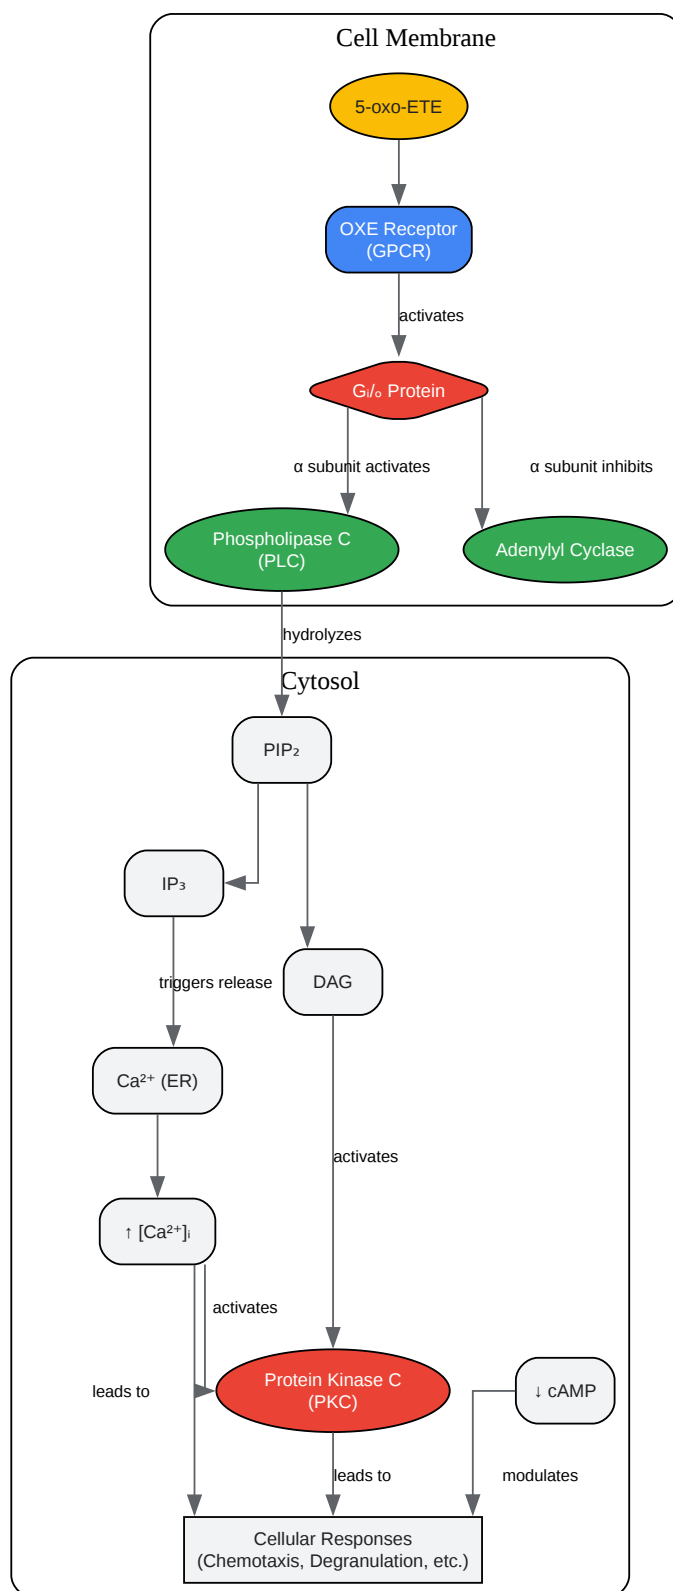 Cell Membrane
5-oxo-ETE
OXE Receptor
(GPCR)
activates
Gᵢ/ₒ Protein
α subunit activates
α subunit inhibits
Phospholipase C
(PLC)
Adenylyl Cyclase
hydrolyzes
Cytosol
PIP₂
IP₃
triggers release
DAG
Ca²⁺ (ER)
activates
↑ [Ca²⁺]ᵢ
activates
leads to
Protein Kinase C
(PKC)
↓ cAMP
leads to
modulates
Cellular Responses
(Chemotaxis, Degranulation, etc.)